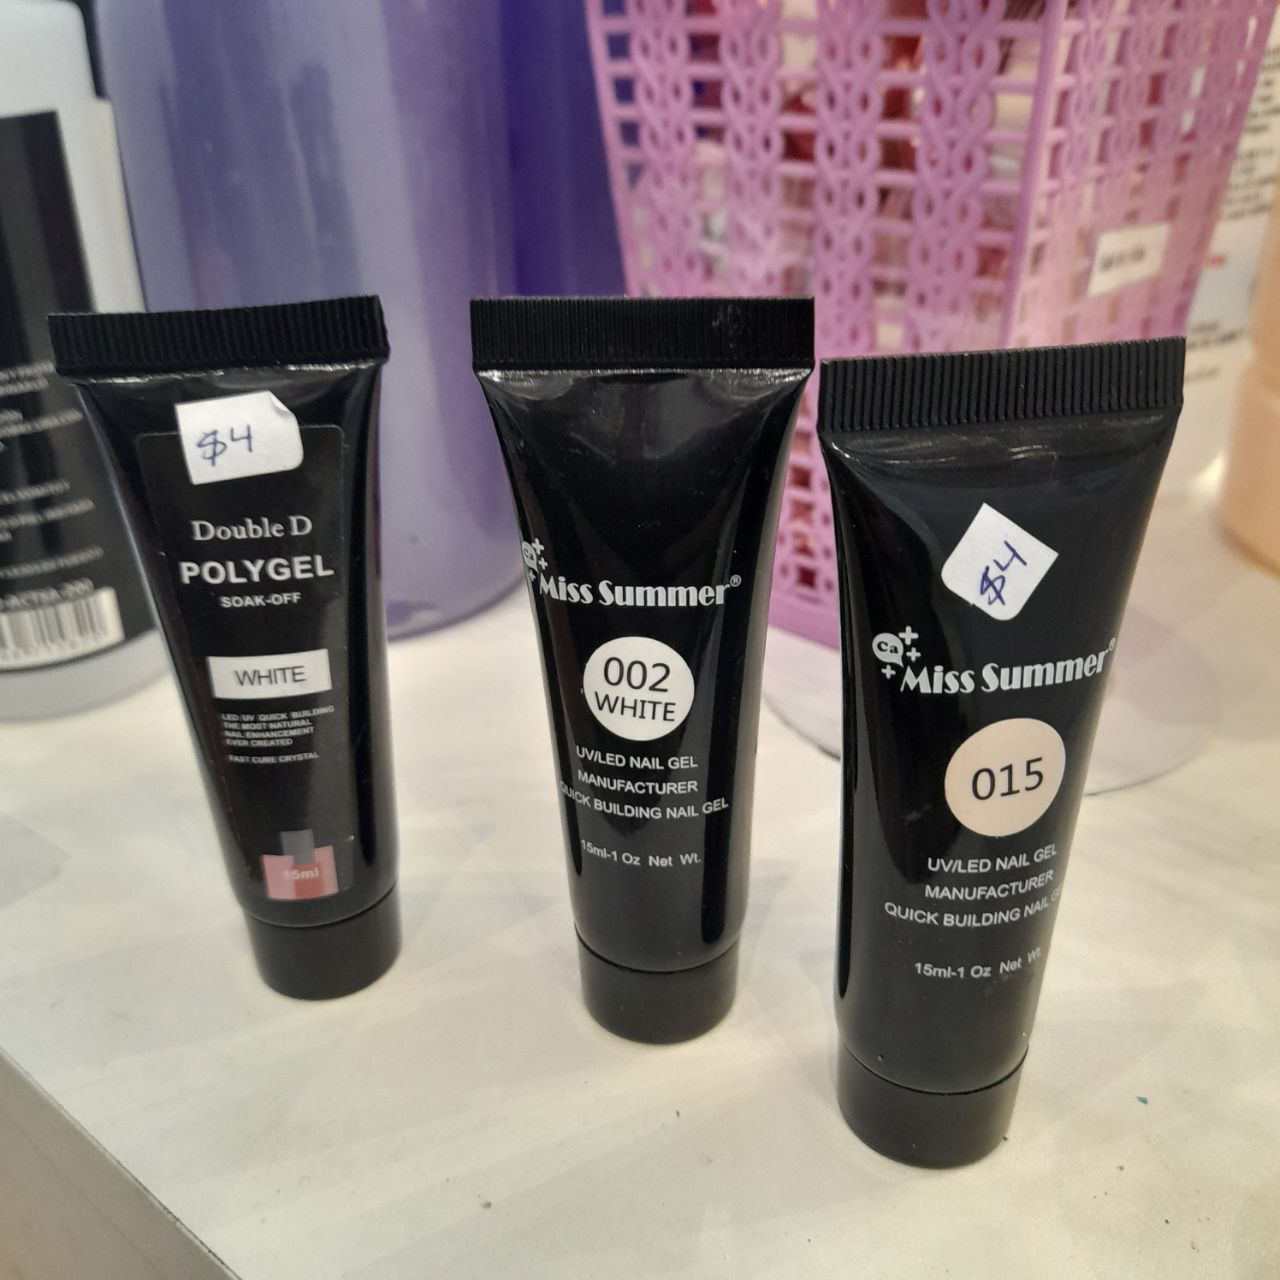 $4
Double D
POLYGEL
SOAK-OFF
WHITE
LED/UV QUICK BUILDING
THE MOST NATURAL
NAIL ENHANCEMENT
EVER CREATED
FAST CURE CRYSTAL
15ml
ca
Miss Summer®
002
WHITE
UV/LED NAIL GEL
MANUFACTURER
QUICK BUILDING NAIL GEL
15ml-1 Oz Net Wt.
$4
ca
Miss Summer®
015
UV/LED NAIL GEL
MANUFACTURER
QUICK BUILDING NAIL GE
15ml-1 Oz Net Wt.